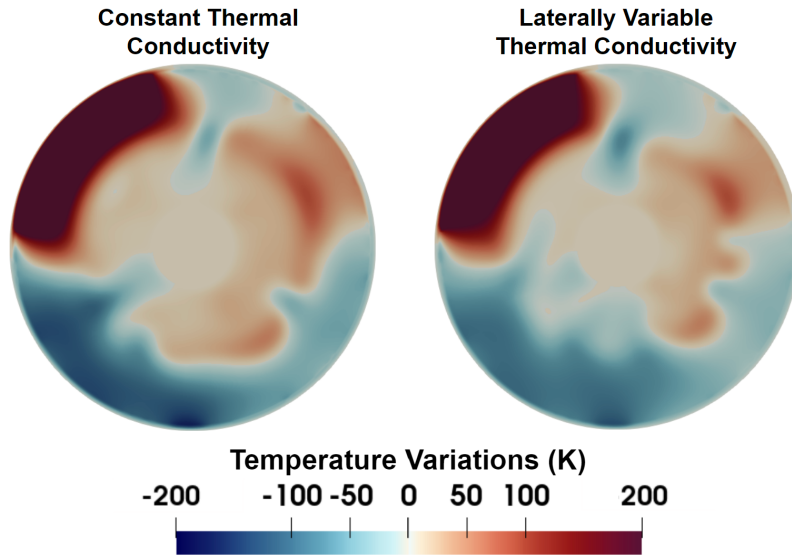 Constant Thermal
Conductivity
Laterally Variable
Thermal Conductivity
Temperature Variations (K)
-200 -100 -50 0 50 100 200